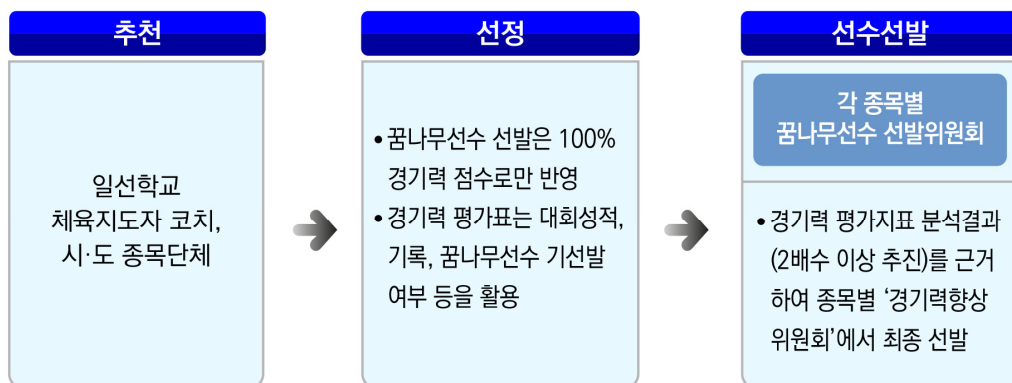 추천
일선학교
체육지도자 코치,
시·도 종목단체
선정
•꿈나무선수 선발은 100%
경기력 점수로만 반영
•경기력 평가표는 대회성적,
기록, 꿈나무선수 기선발
여부 등을 활용
선수선발
각 종목별
꿈나무선수 선발위원회
•경기력 평가지표 분석결과
(2배수 이상 추진)를 근거
하여 종목별 ‘경기력향상
위원회’에서 최종 선발